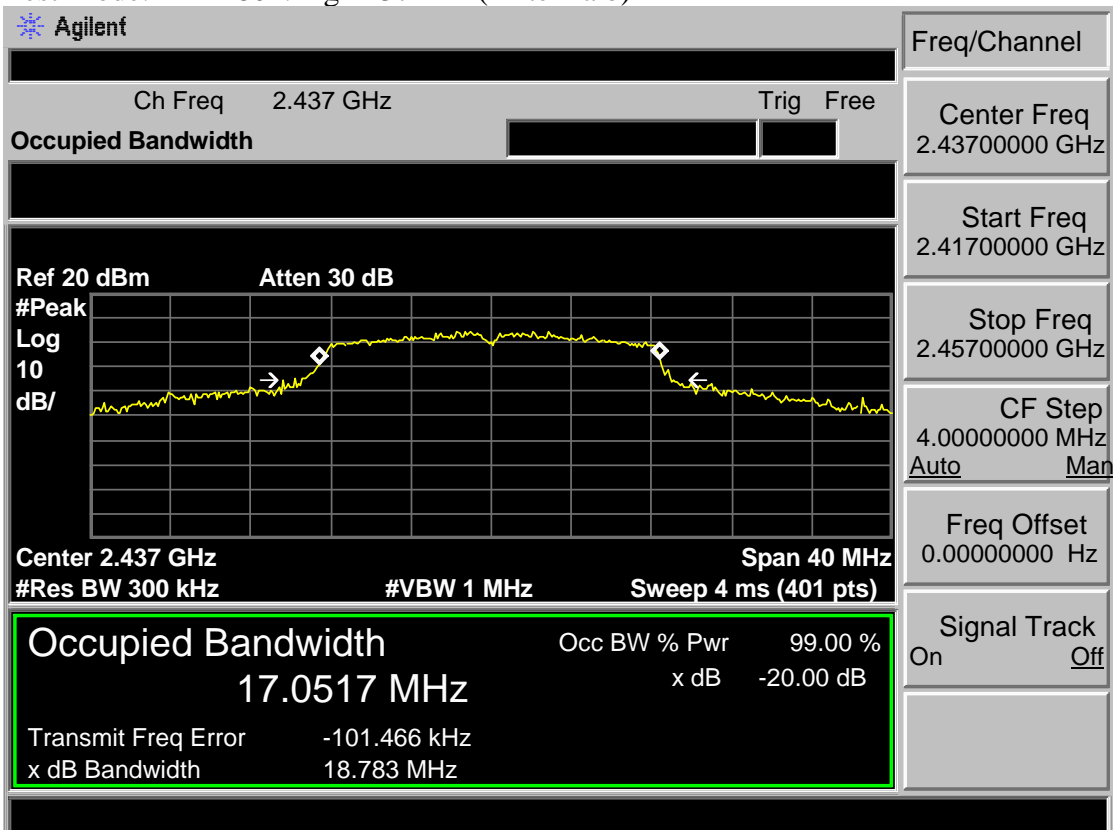 Agilent
Freq/Channel
Ch Freq 2.437 GHz Trig Free
Occupied Bandwidth
Center Freq
2.43700000 GHz
Start Freq
2.41700000 GHz
Stop Freq
2.45700000 GHz
CF Step
4.00000000 MHz
Auto Man
Freq Offset
0.00000000 Hz
Signal Track
On Off
Ref 20 dBm Atten 30 dB
#Peak
Log
10
dB/
Center 2.437 GHz Span 40 MHz
#Res BW 300 kHz #VBW 1 MHz Sweep 4 ms (401 pts)
Occupied Bandwidth Occ BW % Pwr 99.00 %
17.0517 MHz x dB -20.00 dB
Transmit Freq Error -101.466 kHz
x dB Bandwidth 18.783 MHz